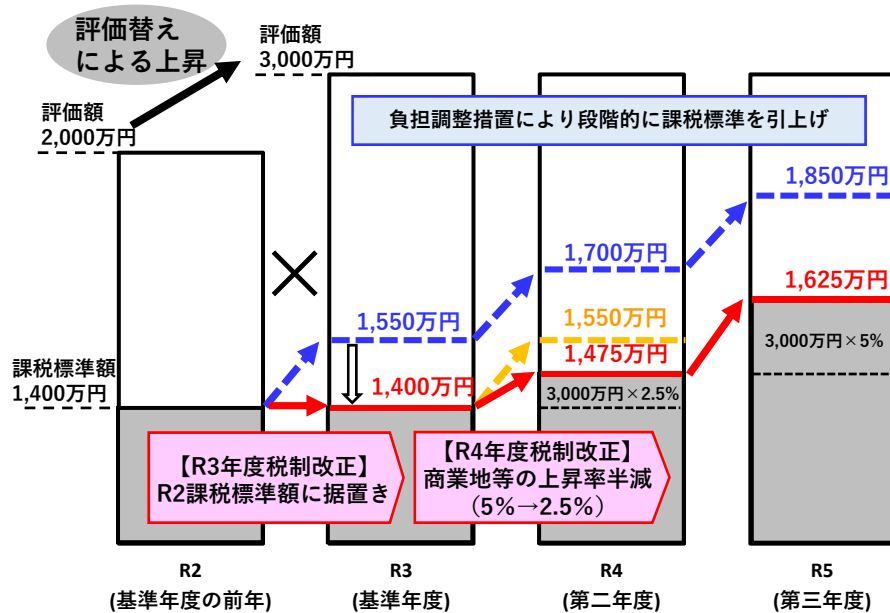 評価替え
による上昇
評価額
3,000万円
評価額
2,000万円
負担調整措置により段階的に課税標準を引上げ
1,850万円
1,700万円
1,625万円
1,550万円
1,550万円
1,475万円
3,000万円×5%
課税標準額
1,400万円
1,400万円
3,000万円×2.5%
【R3年度税制改正】
R2課税標準額に据置き
【R4年度税制改正】
商業地等の上昇率半減
（5%→2.5%）
R2
(基準年度の前年)
R3
(基準年度)
R4
(第二年度)
R5
(第三年度)